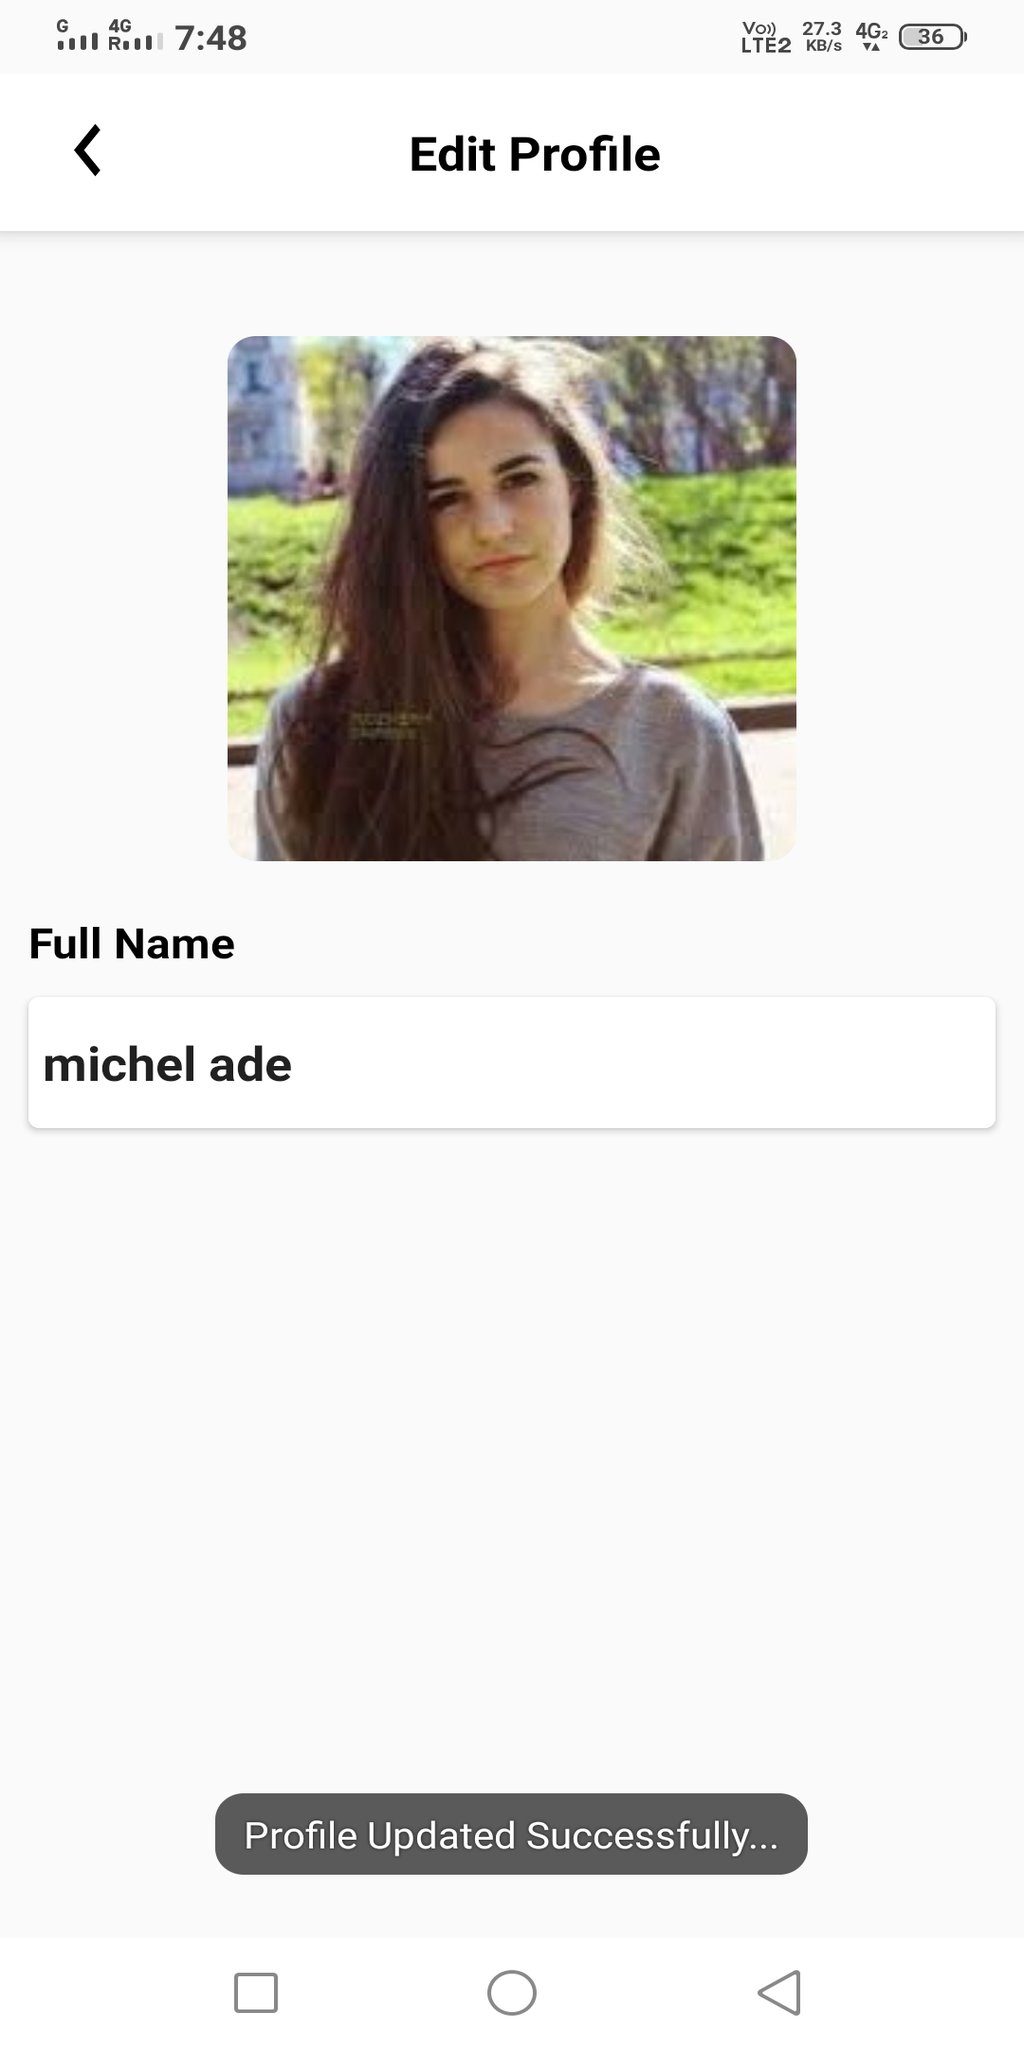 G 4G R 7:48 Vo)) LTE2 27.3 KB/s 4G2 36
Edit Profile
Full Name
michel ade
Profile Updated Successfully...